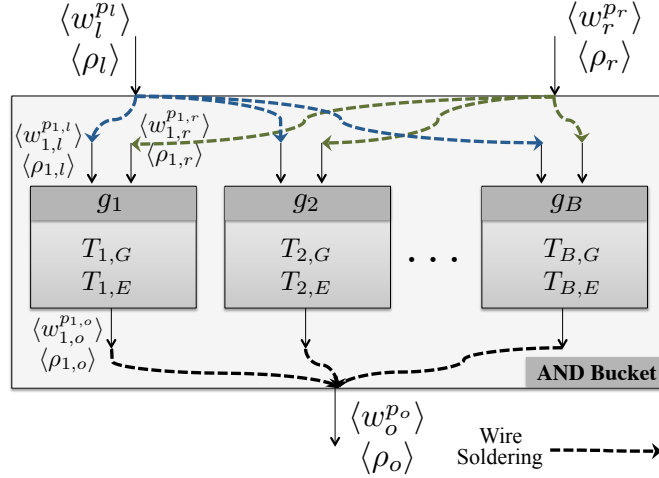 ⟨w_l^{p_l}⟩
⟨ρ_l⟩
⟨w_r^{p_r}⟩
⟨ρ_r⟩
⟨w_{1,l}^{p_{1,l}}⟩
⟨ρ_{1,l}⟩
⟨w_{1,r}^{p_{1,r}}⟩
⟨ρ_{1,r}⟩
g_1
T_{1,G}
T_{1,E}
g_2
T_{2,G}
T_{2,E}
. . .
g_B
T_{B,G}
T_{B,E}
⟨w_{1,o}^{p_{1,o}}⟩
⟨ρ_{1,o}⟩
AND Bucket
⟨w_o^{p_o}⟩
⟨ρ_o⟩
Wire
Soldering